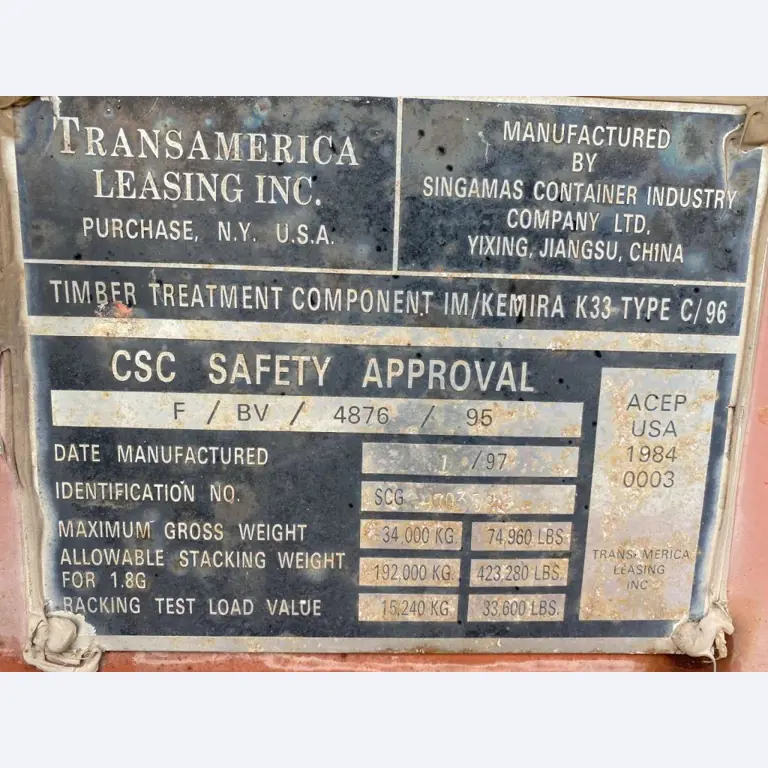 TRANSAMERICA
LEASING INC.
PURCHASE, N.Y. U.S.A.
MANUFACTURED
BY
SINGAMAS CONTAINER INDUSTRY
COMPANY LTD.
YIXING, JIANGSU, CHINA
TIMBER TREATMENT COMPONENT IM/KEMIRA K33 TYPE C/96
CSC SAFETY APPROVAL
F / BV / 4876 / 95
DATE MANUFACTURED 1 /97
IDENTIFICATION NO. SCG
MAXIMUM GROSS WEIGHT 34,000 KG. 74,960 LBS.
ALLOWABLE STACKING WEIGHT
FOR 1.8G 192,000 KG. 423,280 LBS.
RACKING TEST LOAD VALUE 15,240 KG. 33,600 LBS.
ACEP
USA
1984
0003
TRANSAMERICA
LEASING
INC